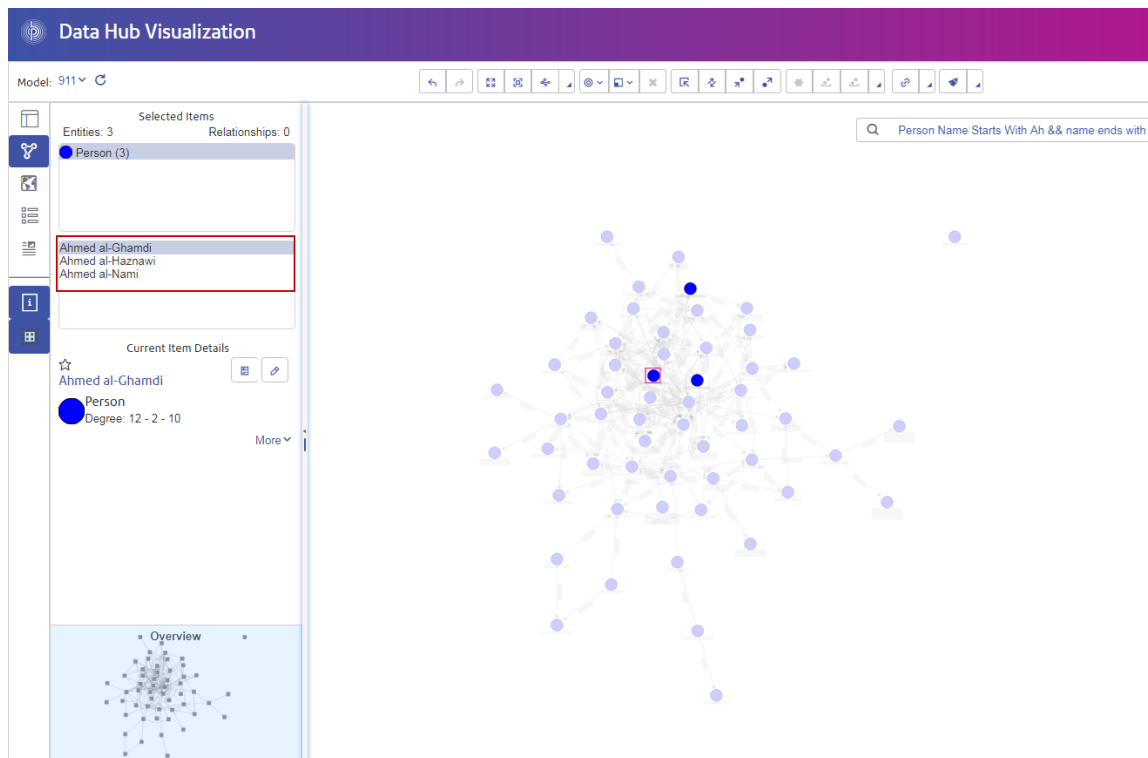 Data Hub Visualization
Model: 911
Selected Items
Entities: 3 Relationships: 0
Person (3)
Ahmed al-Ghamdi
Ahmed al-Haznawi
Ahmed al-Nami
Current Item Details
Ahmed al-Ghamdi
Person
Degree: 12 - 2 - 10
More
Overview
Person Name Starts With Ah && name ends with